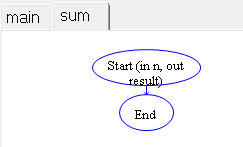 main
sum
Start (in n, out
result)
End